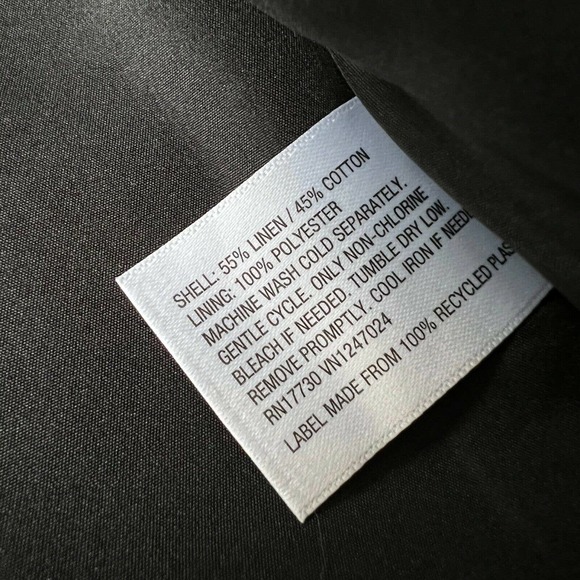 SHELL: 55% LINEN / 45% COTTON
LINING: 100% POLYESTER
MACHINE WASH COLD SEPARATELY.
GENTLE CYCLE. ONLY NON-CHLORINE
BLEACH IF NEEDED. TUMBLE DRY LOW.
REMOVE PROMPTLY. COOL IRON IF
RN17730 VN1247024
LABEL MADE FROM 100% RECYCLED